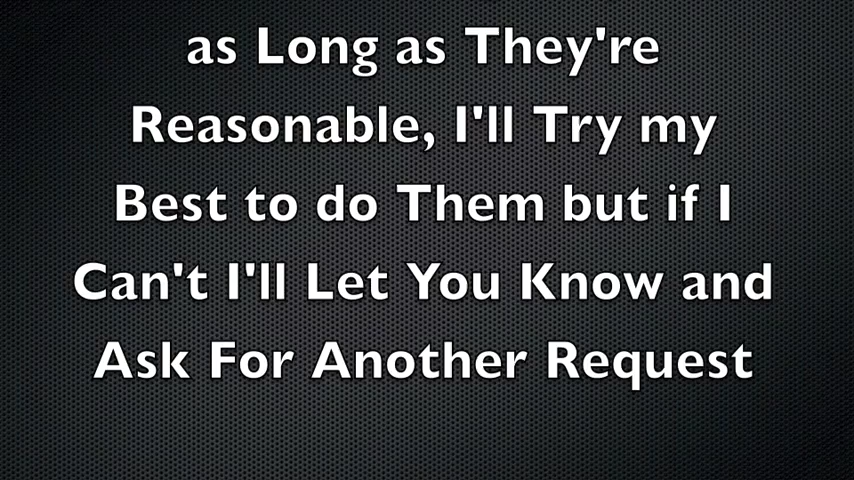 as Long as They're
Reasonable, I'll Try my
Best to do Them but if I
Can't I'll Let You Know and
Ask For Another Request